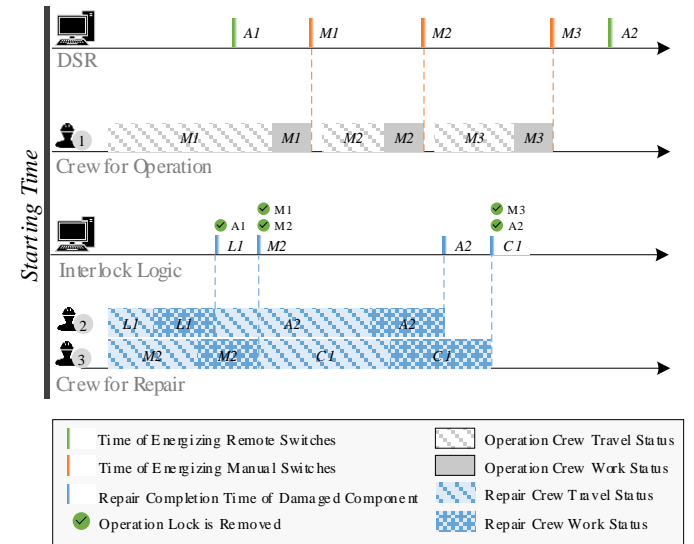 A1 M1 M2 M3 A2
DSR
1 M1 M1 M2 M2 M3 M3
Crew for Operation
Starting Time
M1 M3
A1 M2 A2
L1 M2 A2 C1
Interlock Logic
2 L1 L1 A2 A2
3 M2 M2 C1 C1
Crew for Repair
Time of Energizing Remote Switches
Time of Energizing Manual Switches
Repair Completion Time of Damaged Component
Operation Lock is Removed
Operation Crew Travel Status
Operation Crew Work Status
Repair Crew Travel Status
Repair Crew Work Status